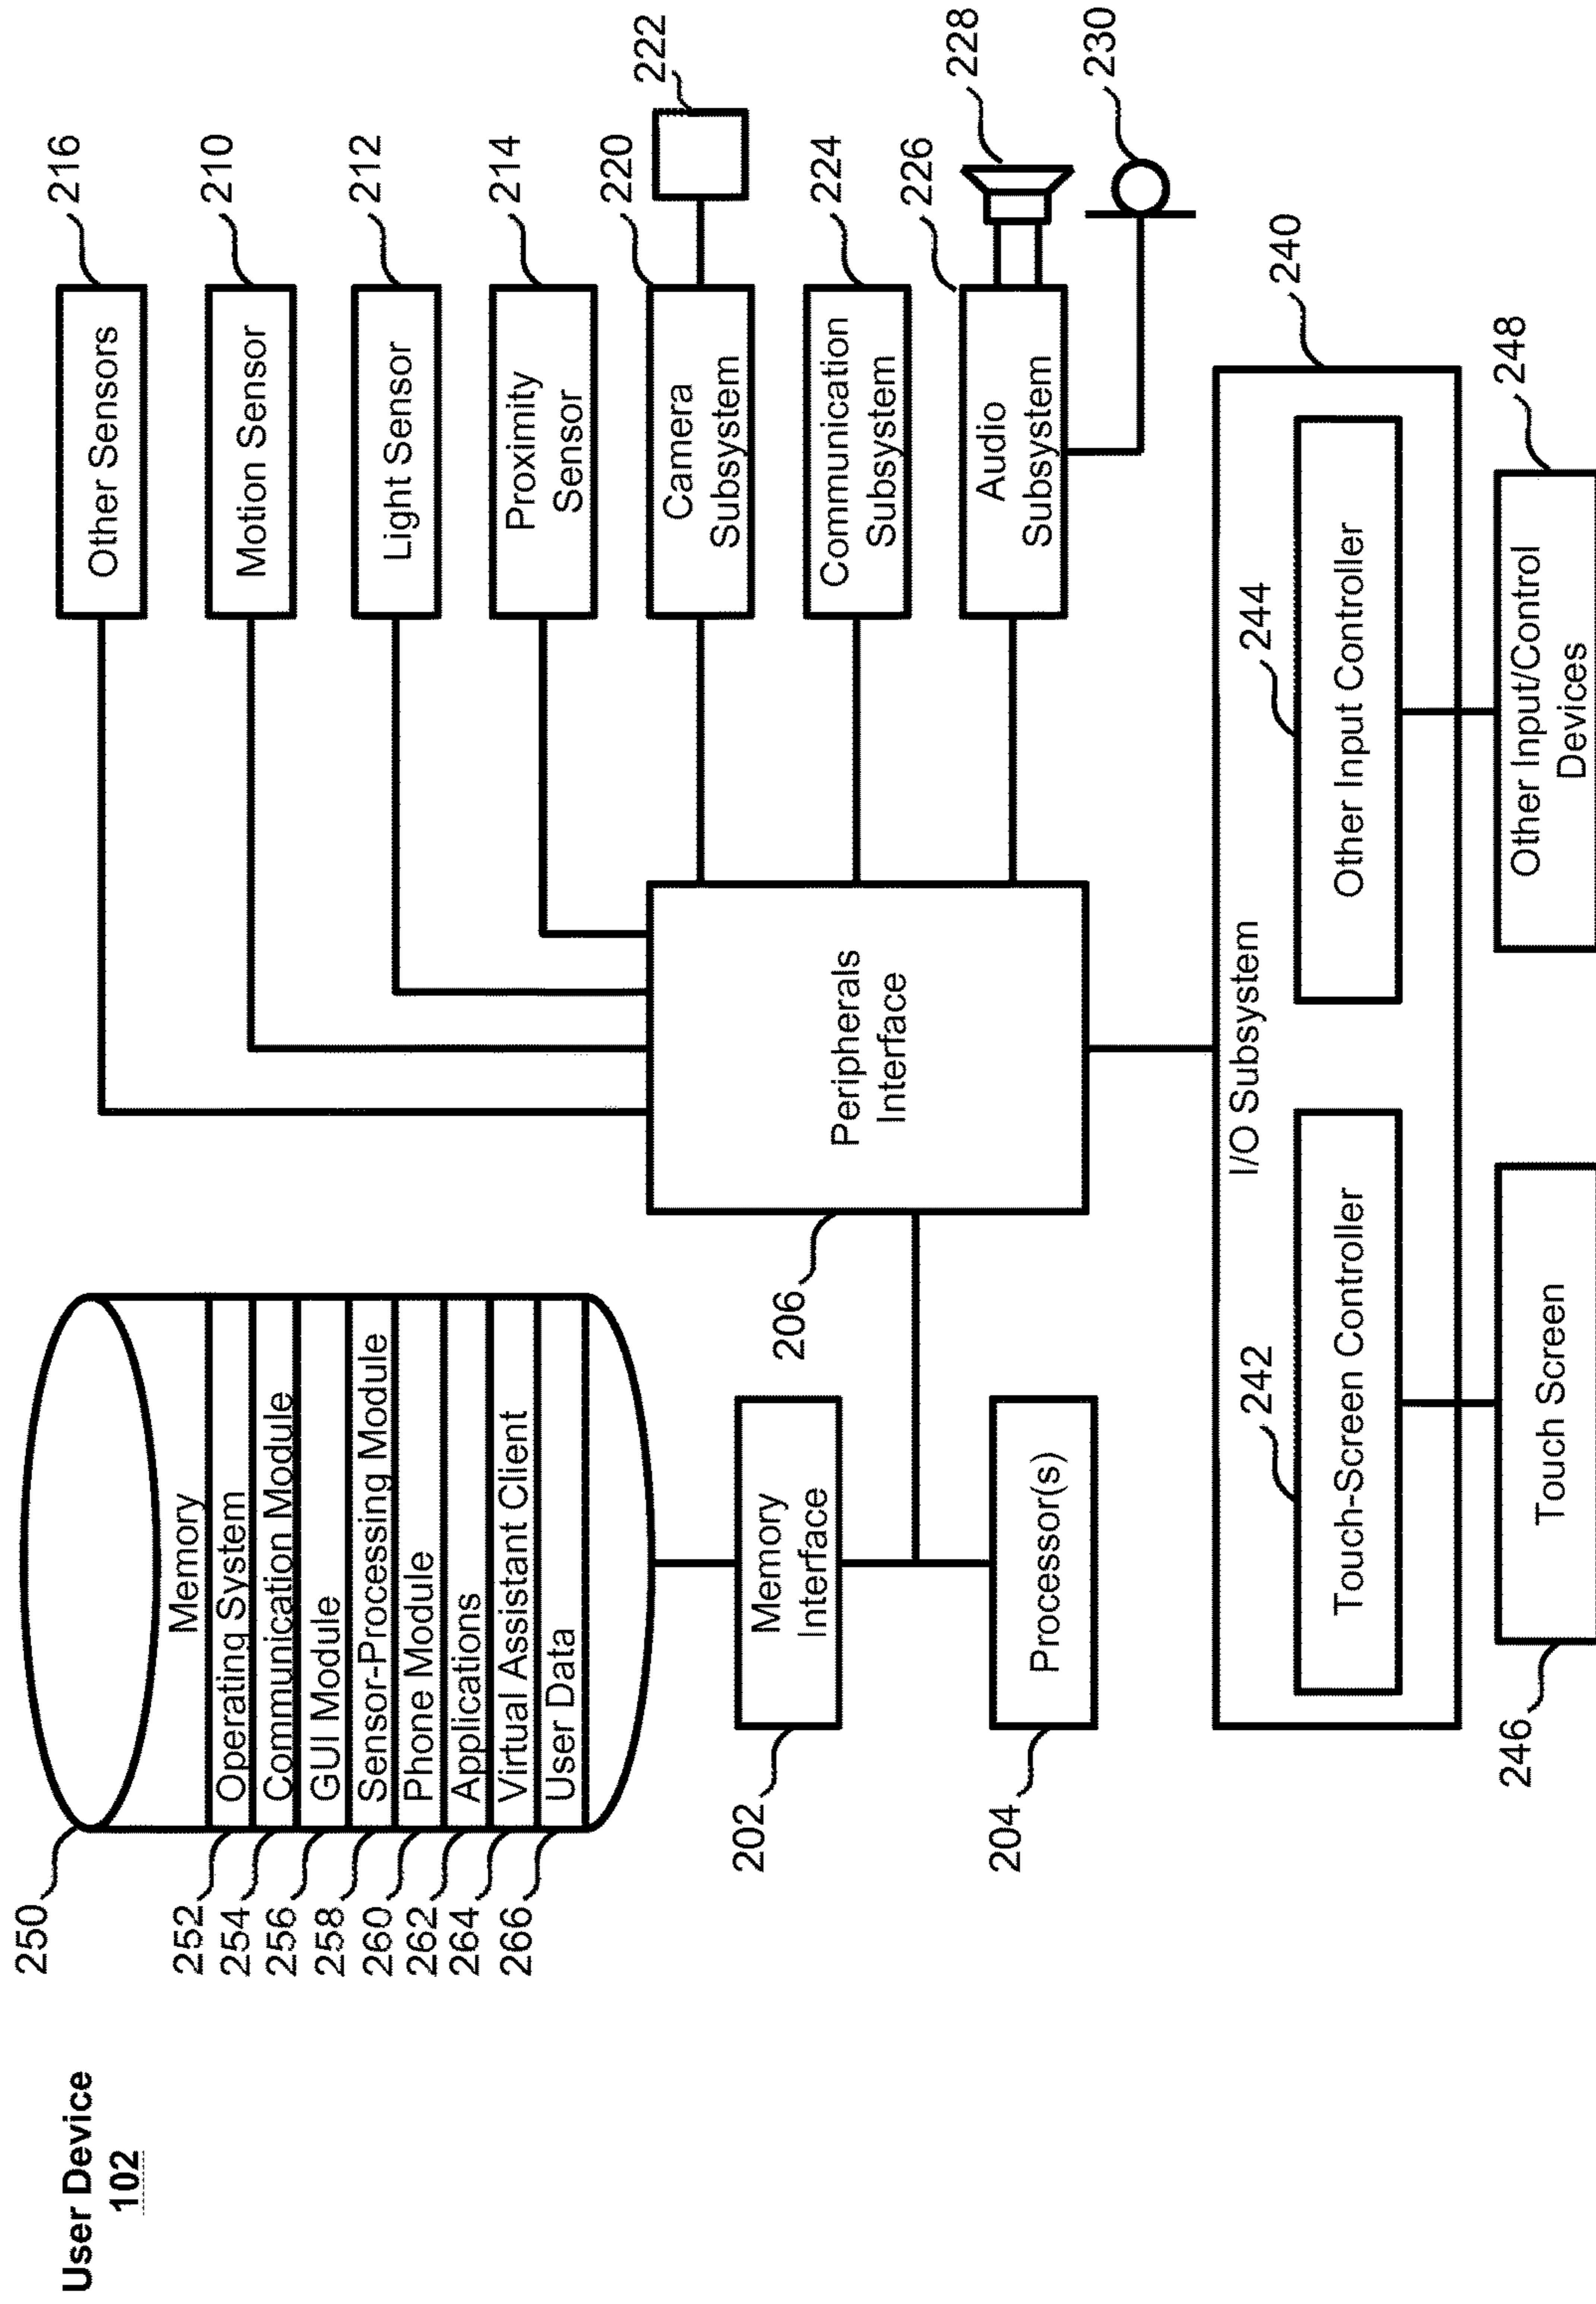 User Device
102
250
Memory
252
Operating System
254
Communication Module
256
GUI Module
258
Sensor-Processing Module
260
Phone Module
262
Applications
264
Virtual Assistant Client
266
User Data
216
Other Sensors
210
Motion Sensor
212
Light Sensor
214
Proximity
Sensor
220
222
Camera
Subsystem
224
Communication
Subsystem
226
228
Audio
Subsystem
230
206
Peripherals
Interface
202
Memory
Interface
204
Processor(s)
240
I/O Subsystem
242
Touch-Screen Controller
244
Other Input Controller
246
Touch Screen
248
Other Input/Control
Devices